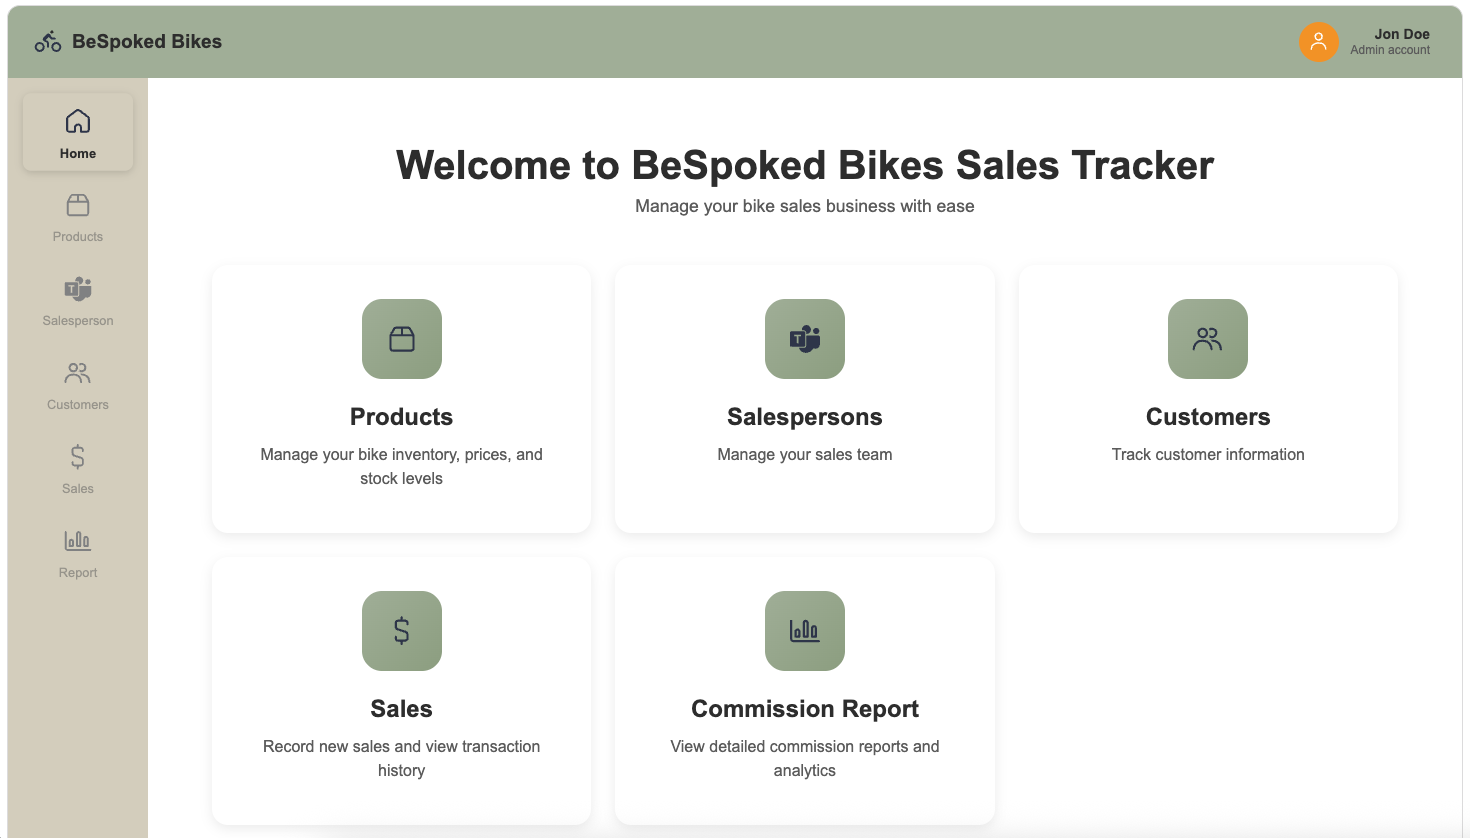 BeSpoked Bikes
Jon Doe
Admin account
Home
Products
Salesperson
Customers
Sales
Report
Welcome to BeSpoked Bikes Sales Tracker
Manage your bike sales business with ease
Products
Manage your bike inventory, prices, and
stock levels
Salespersons
Manage your sales team
Customers
Track customer information
Sales
Record new sales and view transaction
history
Commission Report
View detailed commission reports and
analytics